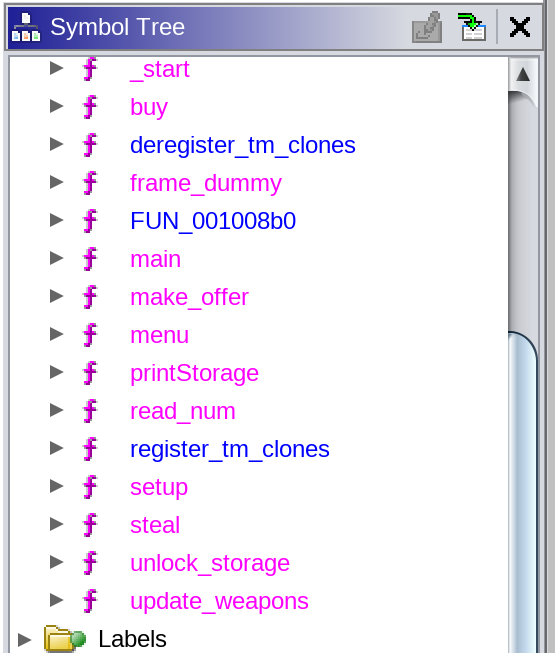 Symbol Tree
_start
buy
deregister_tm_clones
frame_dummy
FUN_001008b0
main
make_offer
menu
printStorage
read_num
register_tm_clones
setup
steal
unlock_storage
update_weapons
Labels